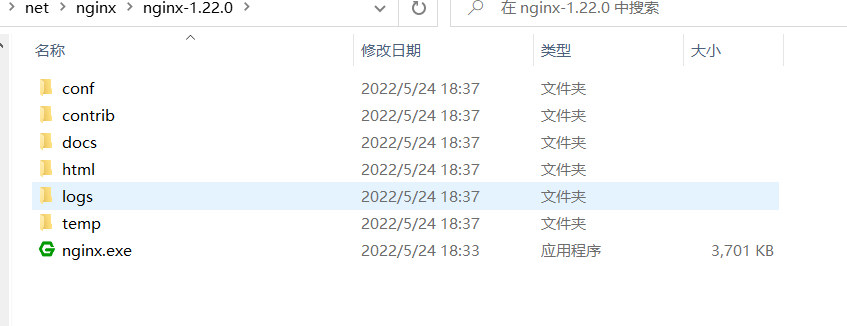 net nginx nginx-1.22.0 在 nginx-1.22.0 中搜索
名称 修改日期 类型 大小
conf 2022/5/24 18:37 文件夹
contrib 2022/5/24 18:37 文件夹
docs 2022/5/24 18:37 文件夹
html 2022/5/24 18:37 文件夹
logs 2022/5/24 18:37 文件夹
temp 2022/5/24 18:37 文件夹
nginx.exe 2022/5/24 18:33 应用程序 3,701 KB